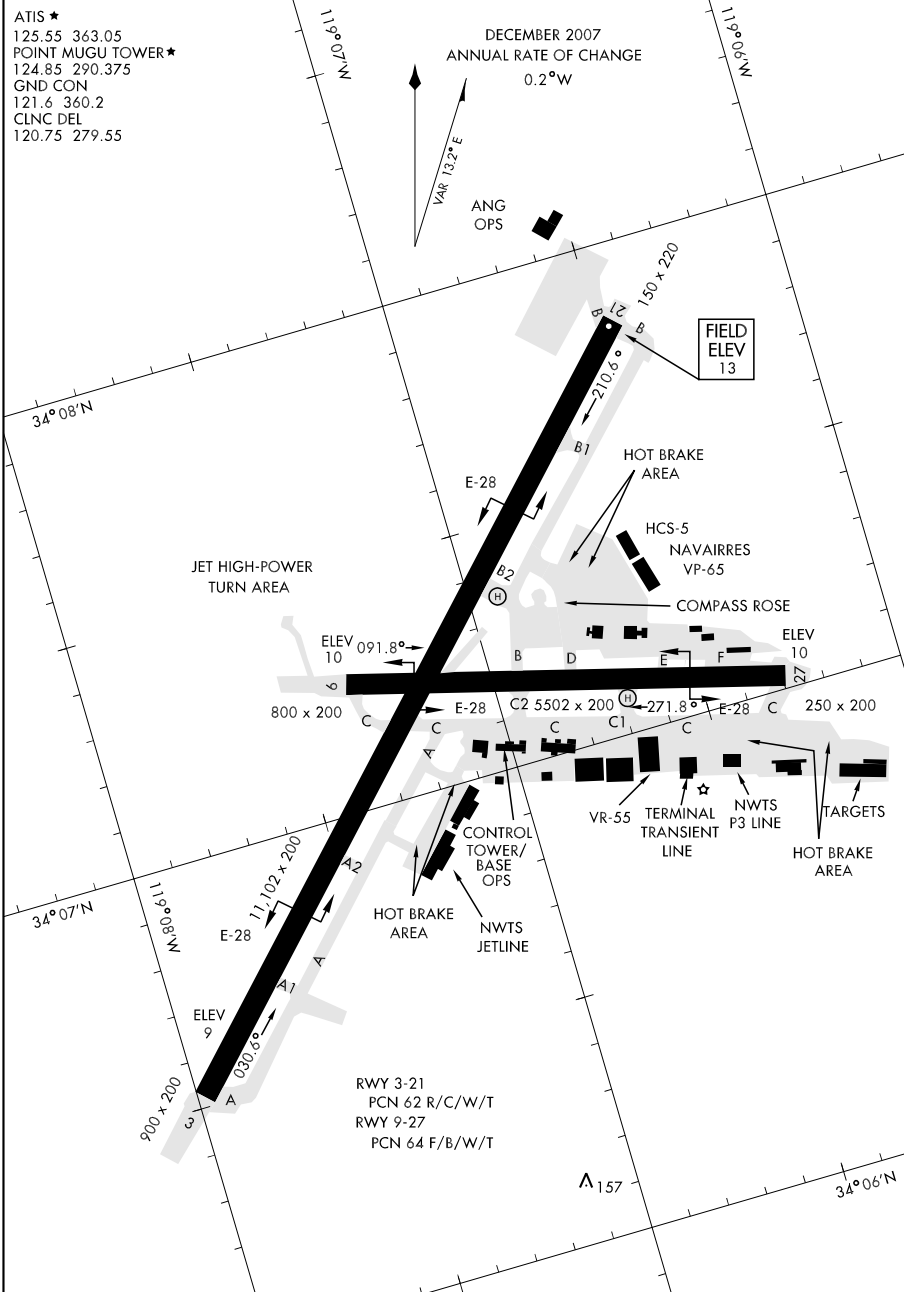 ATIS ★
125.55 363.05
POINT MUGU TOWER★
124.85 290.375
GND CON
121.6 360.2
CLNC DEL
120.75 279.55
119°07'W
DECEMBER 2007
ANNUAL RATE OF CHANGE
0.2°W
119°06'W
VAR 13.2° E
ANG
OPS
150 x 220
B
21
B
FIELD
ELEV
13
210.6°
34°08'N
B1
HOT BRAKE
AREA
E-28
HCS-5
NAVAIRRES
VP-65
JET HIGH-POWER
TURN AREA
B2
H
COMPASS ROSE
ELEV
10
091.8°
B
D
E
F
ELEV
10
9
27
800 x 200
C
E-28
C2
5502 x 200
H
271.8°
E-28
C
250 x 200
C
C
C1
C
A
VR-55
TERMINAL
TRANSIENT
LINE
NWTS
P3 LINE
TARGETS
HOT BRAKE
AREA
CONTROL
TOWER/
BASE
OPS
11,102 x 200
A2
34°07'N
119°08'W
E-28
HOT BRAKE
AREA
NWTS
JETLINE
A
A1
ELEV
9
030.6°
900 x 200
3
A
RWY 3-21
PCN 62 R/C/W/T
RWY 9-27
PCN 64 F/B/W/T
157
34°06'N